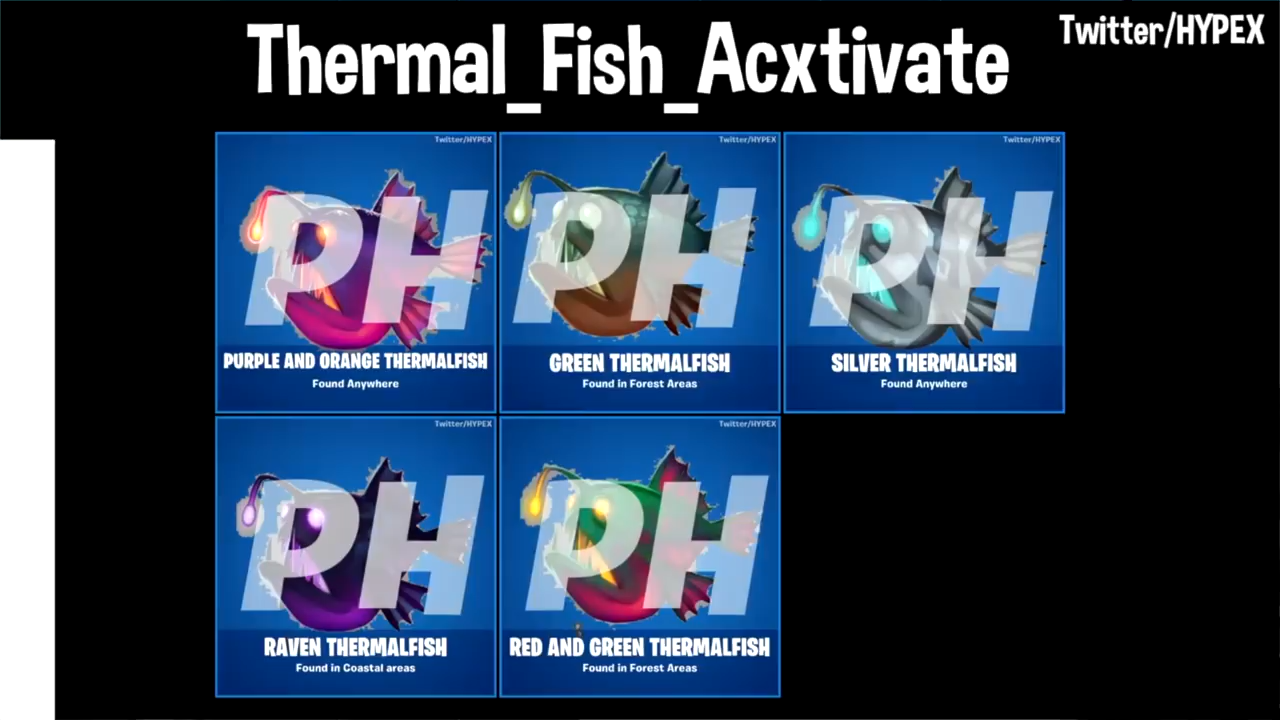 Twitter/HYPEX
Thermal_Fish_Acxtivate
Twitter/HYPEX
PH
PURPLE AND ORANGE THERMALFISH
Found Anywhere
Twitter/HYPEX
PH
GREEN THERMALFISH
Found in Forest Areas
Twitter/HYPEX
PH
SILVER THERMALFISH
Found Anywhere
Twitter/HYPEX
PH
RAVEN THERMALFISH
Found in Coastal areas
Twitter/HYPEX
PH
RED AND GREEN THERMALFISH
Found in Forest Areas